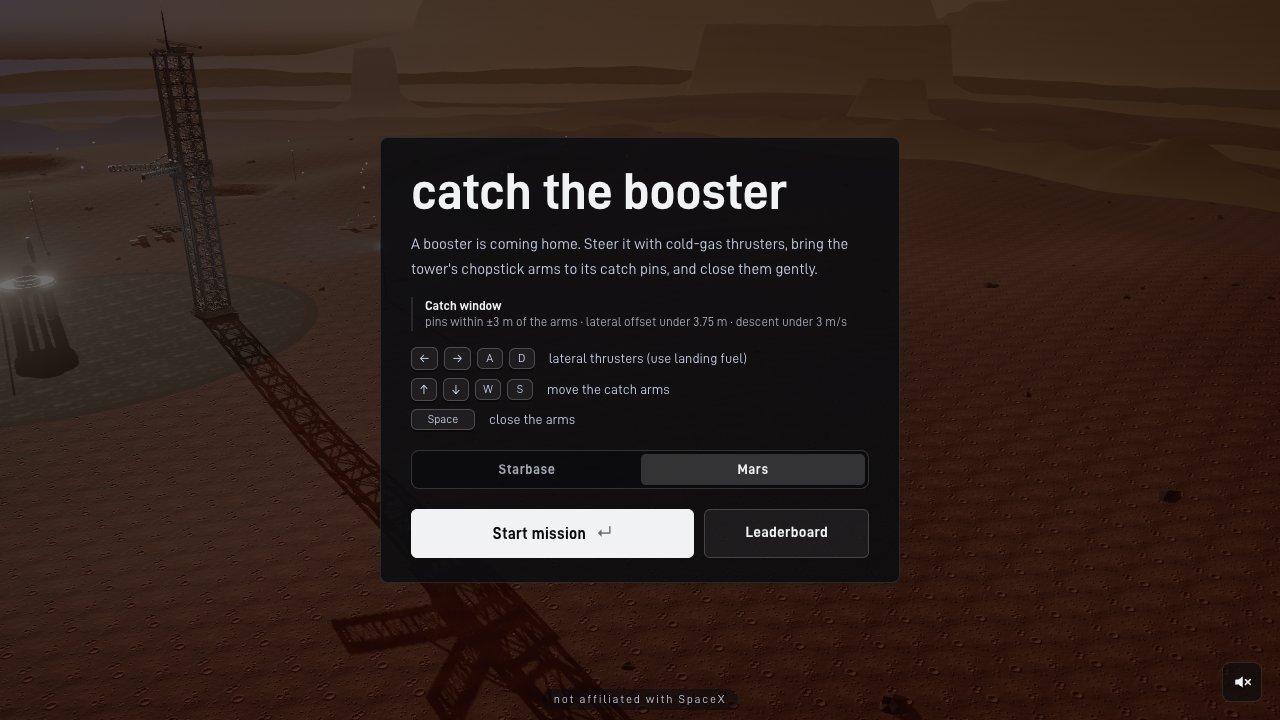 catch the booster
A booster is coming home. Steer it with cold-gas thrusters, bring the
tower's chopstick arms to its catch pins, and close them gently.
Catch window
pins within ±3 m of the arms · lateral offset under 3.75 m · descent under 3 m/s
← → A D lateral thrusters (use landing fuel)
↑ ↓ W S move the catch arms
Space close the arms
Starbase Mars
Start mission ↵ Leaderboard
not affiliated with SpaceX